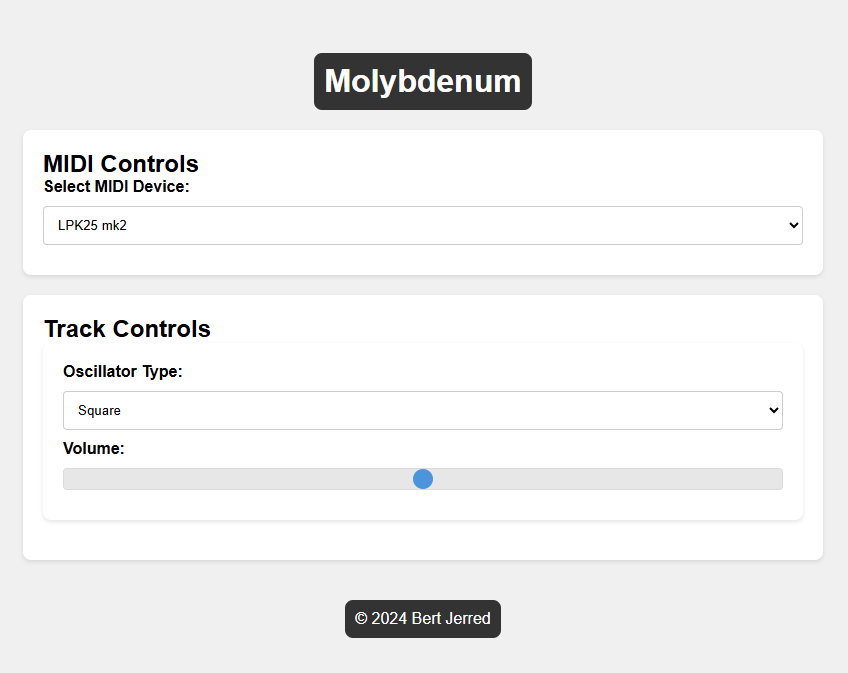 Molybdenum
MIDI Controls
Select MIDI Device:
LPK25 mk2
Track Controls
Oscillator Type:
Square
Volume:
© 2024 Bert Jerred